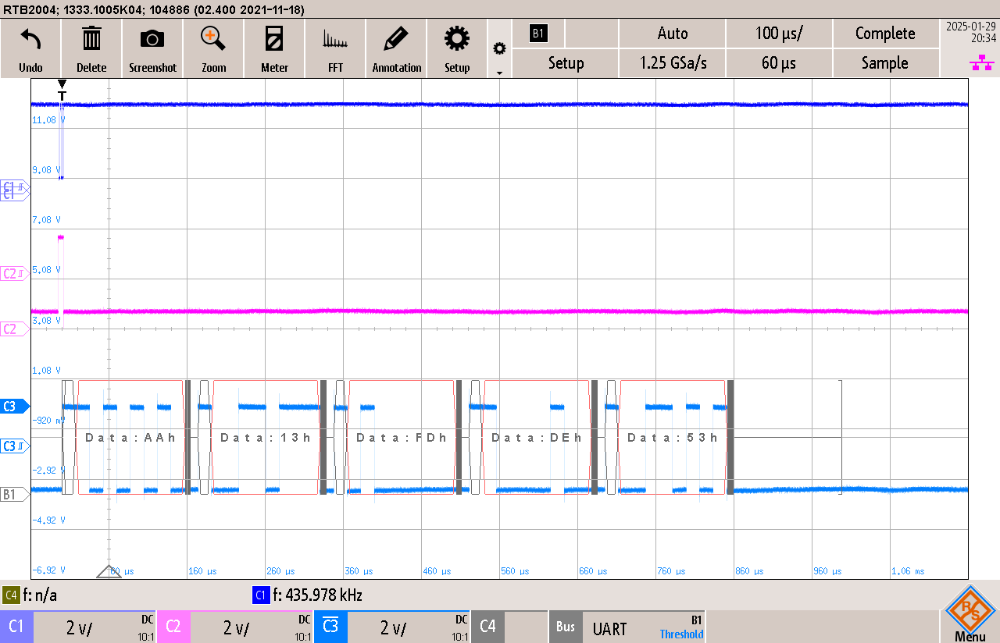 RTB2004; 1333.1005K04; 104886 (02.400 2021-11-18)
Undo Delete Screenshot Zoom Meter FFT Annotation Setup
B1 Auto 100 µs/ Complete
Setup 1.25 GSa/s 60 µs Sample
2025-01-29
20:34
T
11.08 V
9.08 V
C1
C1
7.08 V
C2
5.08 V
3.08 V
C2
1.08 V
C3
-920 mV
Data:AAh Data:13h Data:FDh Data:DEh Data:53h
C3
-2.92 V
B1
-4.92 V
-6.92 V
60 µs 160 µs 260 µs 360 µs 460 µs 560 µs 660 µs 760 µs 860 µs 960 µs 1.06 ms
C4 f: n/a C1 f: 435.978 kHz
C1 2 V/ DC 10:1 C2 2 V/ DC 10:1 C3 2 V/ DC 10:1 C4 Bus UART B1 Threshold
R S
Menu